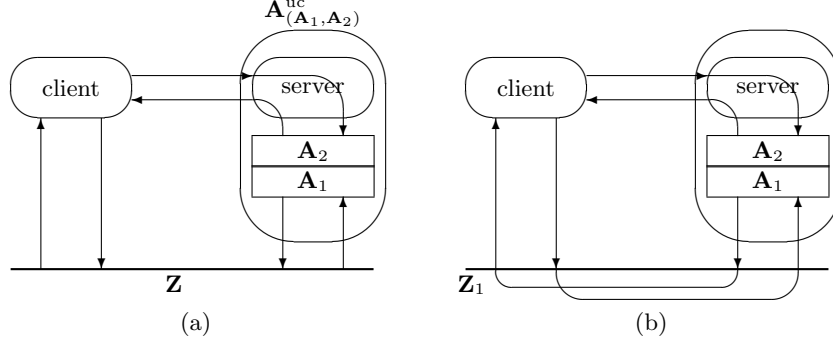 A^uc_(A₁,A₂)
client
server
client
server
A₂
A₂
A₁
A₁
Z
Z₁
(a)
(b)